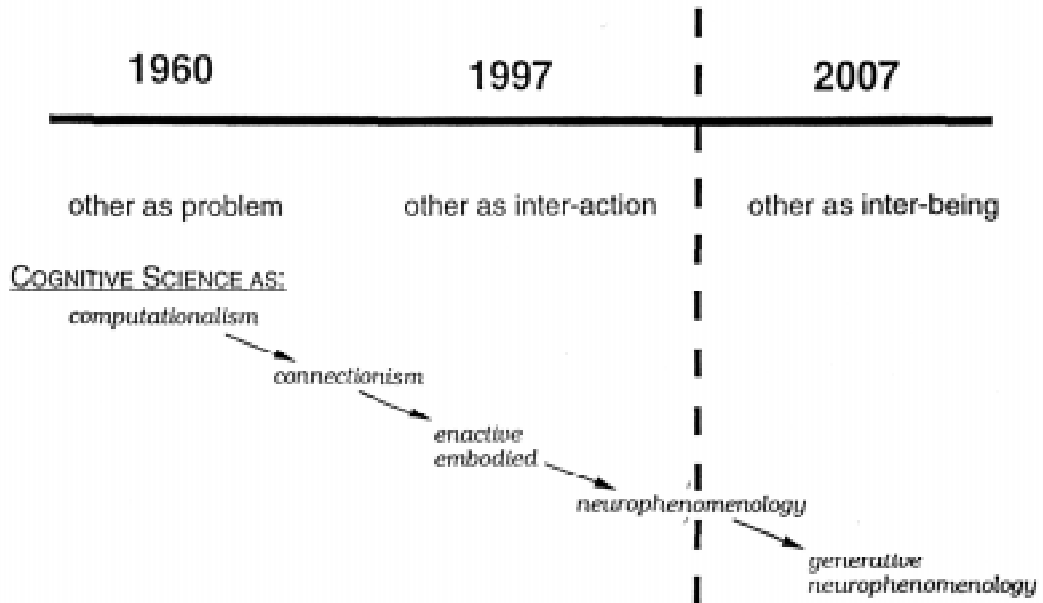 1960
1997
2007
other as problem
other as inter-action
other as inter-being
COGNITIVE SCIENCE AS:
computationalism
connectionism
enactive
embodied
neurophenomenology
generative
neurophenomenology